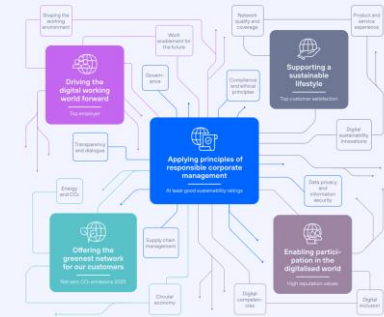 Shaping the
working
environment
Work
enablement for
the future
Network
quality and
coverage
Product and
service
experience
Driving the
digital working
world forward
Top employer
Govern-
ance
Compliance
and ethical
principles
Supporting a
sustainable
lifestyle
Top customer satisfaction
Transparency
and dialogue
Applying principles of
responsible corporate
management
At least good sustainability ratings
Digital
sustainability
innovations
Energy
and CO₂
Data privacy
and
information
security
Offering the
greenest network
for our customers
Net zero CO₂ emissions 2025
Supply chain
management
Enabling partici-
pation in the
digitalised world
High reputation values
Circular
economy
Digital
competen-
cies
Digital
inclusion